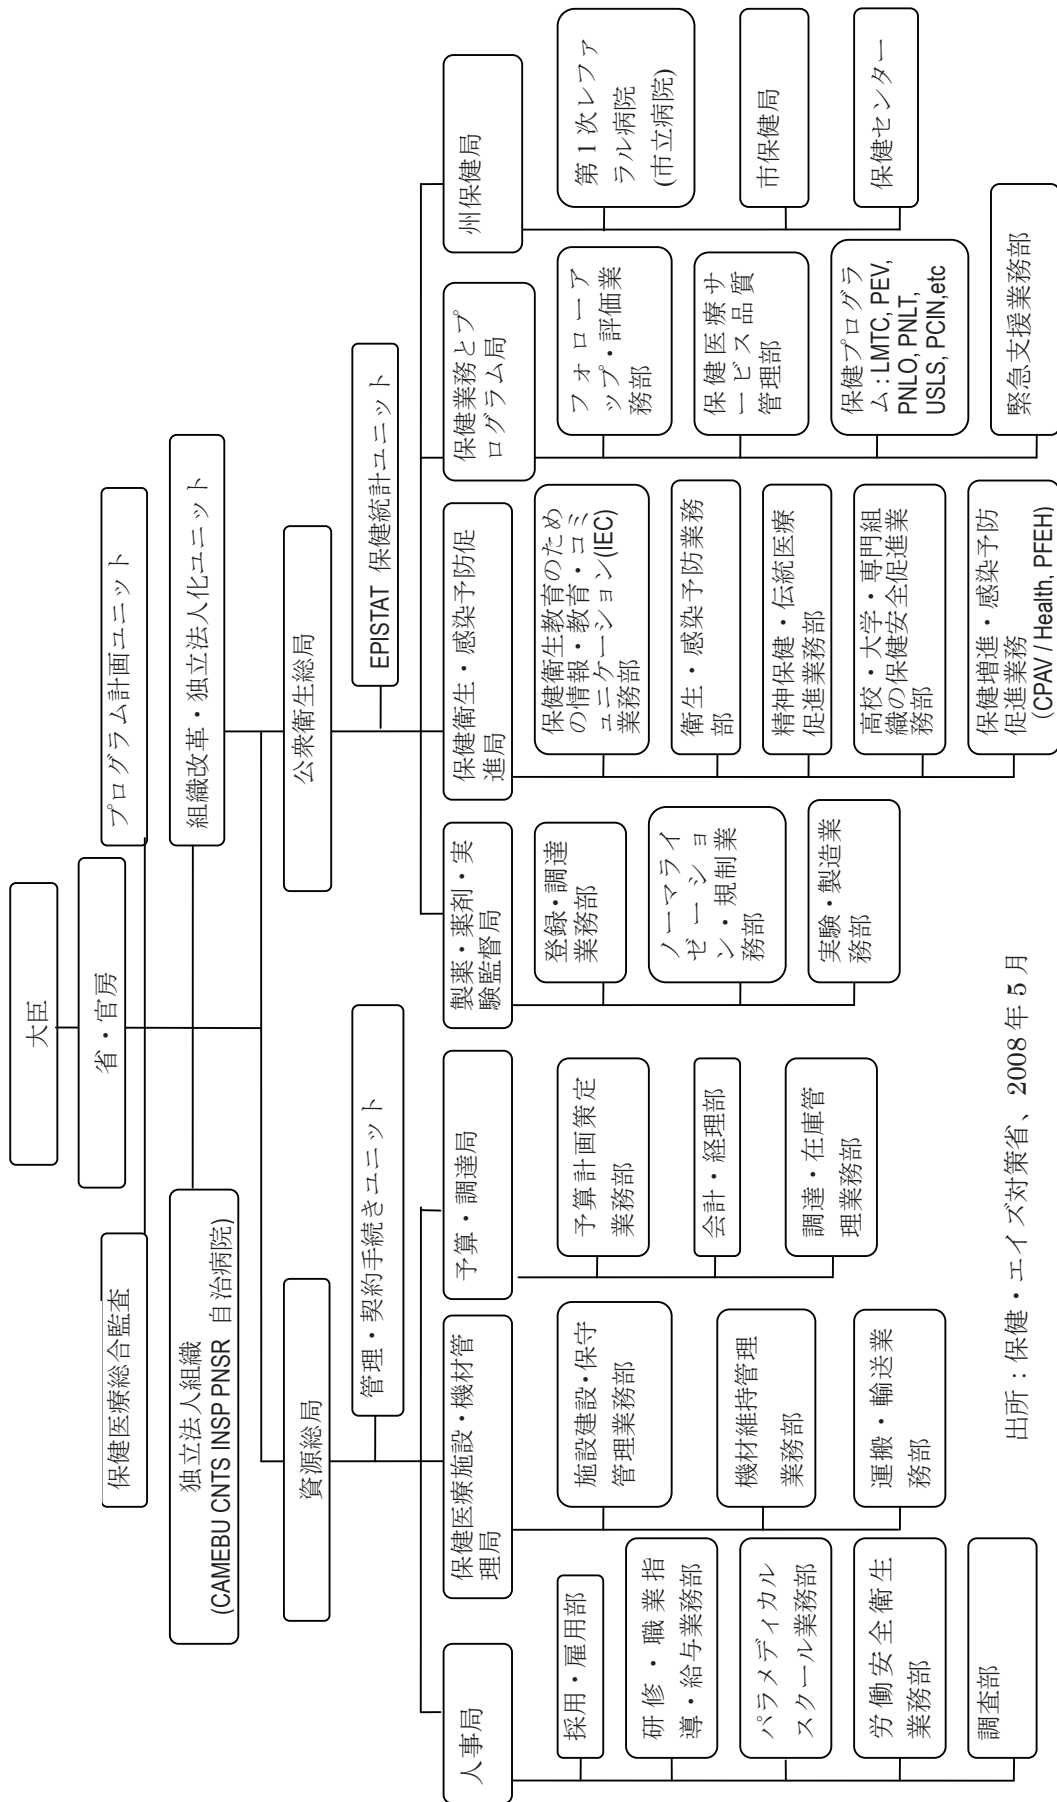 大臣
省・官房
保健医療総合監査
プログラム計画ユニット
独立法人組織
(CAMEBU CNTS INSP PNSR 自治病院)
組織改革・独立法人化ユニット
資源総局
公衆衛生総局
管理・契約手続きユニット
EPISTAT 保健統計ユニット
人事局
保健医療施設・機材管
理局
予算・調達局
製薬・薬剤・実
験監督局
保健衛生・感染予防促
進局
保健業務とプ
ログラム局
州保健局
採用・雇用部
研修・職業指
導・給与業務部
パラメディカル
スクール業務部
労働安全衛生
業務部
調査部
施設建設・保守
管理業務部
機材維持管理
業務部
運搬・輸送業
務部
予算計画策定
業務部
会計・経理部
調達・在庫管
理業務部
登録・調達
業務部
ノーマライ
ゼーショ
ン・規制業
務部
実験・製造業
務部
保健衛生教育のため
の情報・教育・コミ
ュニケーション(IEC)
業務部
衛生・感染予防業務
部
精神保健・伝統医療
促進業務部
高校・大学・専門組
織の保健安全促進業
務部
保健増進・感染予防
促進業務
(CPAV / Health, PFEH)
フォローア
ップ・評価業
務部
保健医療サ
ービス品質
管理部
保健プログラ
ム: LMTC, PEV,
PNLO, PNLT,
USLS, PCIN,etc
緊急支援業務部
第1次レファ
ラル病院
(市立病院)
市保健局
保健センター
出所：保健・エイズ対策省、2008年5月